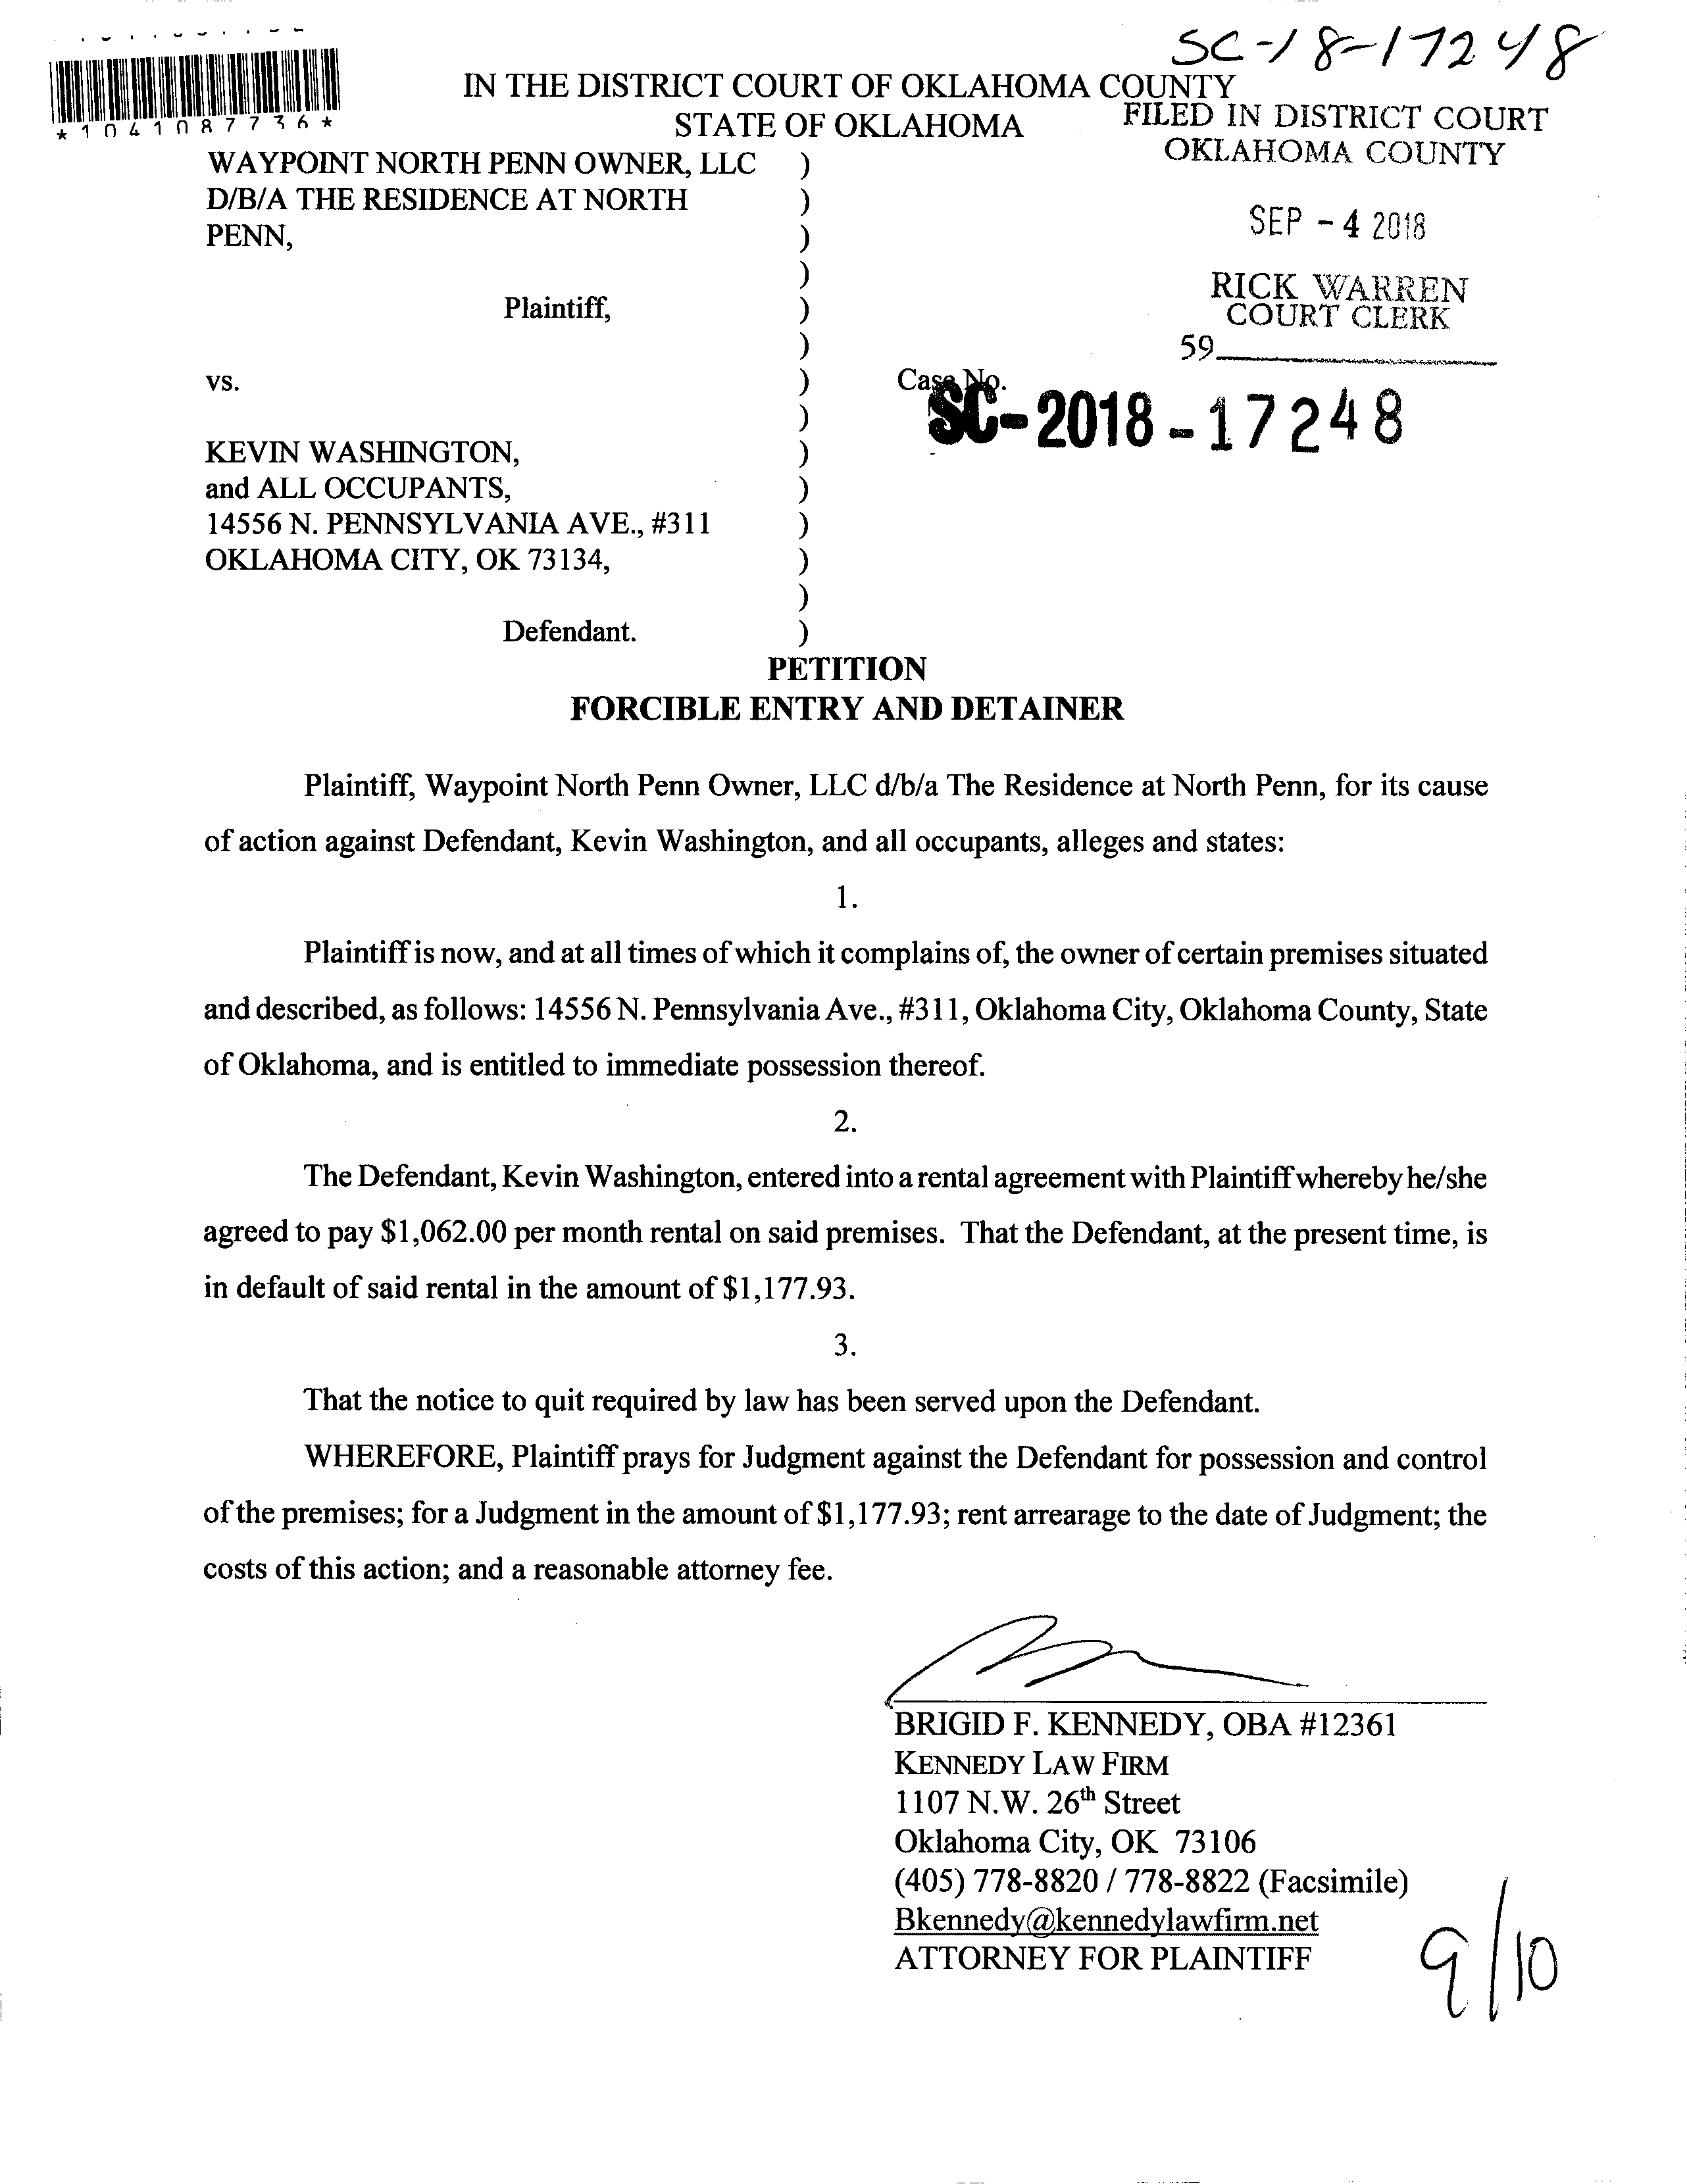 SC-18-17248
*1041087736*
IN THE DISTRICT COURT OF OKLAHOMA COUNTY
STATE OF OKLAHOMA
FILED IN DISTRICT COURT
OKLAHOMA COUNTY
SEP - 4 2018
RICK WARREN
COURT CLERK
59
WAYPOINT NORTH PENN OWNER, LLC )
D/B/A THE RESIDENCE AT NORTH )
PENN, )
)
Plaintiff, )
)
vs. ) Case No.
SC-2018-17248
)
KEVIN WASHINGTON, )
and ALL OCCUPANTS, )
14556 N. PENNSYLVANIA AVE., #311 )
OKLAHOMA CITY, OK 73134, )
)
Defendant. )
PETITION
FORCIBLE ENTRY AND DETAINER
Plaintiff, Waypoint North Penn Owner, LLC d/b/a The Residence at North Penn, for its cause
of action against Defendant, Kevin Washington, and all occupants, alleges and states:
1.
Plaintiff is now, and at all times of which it complains of, the owner of certain premises situated
and described, as follows: 14556 N. Pennsylvania Ave., #311, Oklahoma City, Oklahoma County, State
of Oklahoma, and is entitled to immediate possession thereof.
2.
The Defendant, Kevin Washington, entered into a rental agreement with Plaintiff whereby he/she
agreed to pay $1,062.00 per month rental on said premises. That the Defendant, at the present time, is
in default of said rental in the amount of $1,177.93.
3.
That the notice to quit required by law has been served upon the Defendant.
WHEREFORE, Plaintiff prays for Judgment against the Defendant for possession and control
of the premises; for a Judgment in the amount of $1,177.93; rent arrearage to the date of Judgment; the
costs of this action; and a reasonable attorney fee.
BRIGID F. KENNEDY, OBA #12361
KENNEDY LAW FIRM
1107 N.W. 26th Street
Oklahoma City, OK 73106
(405) 778-8820 / 778-8822 (Facsimile)
Bkennedy@kennedylawfirm.net
ATTORNEY FOR PLAINTIFF
9/10